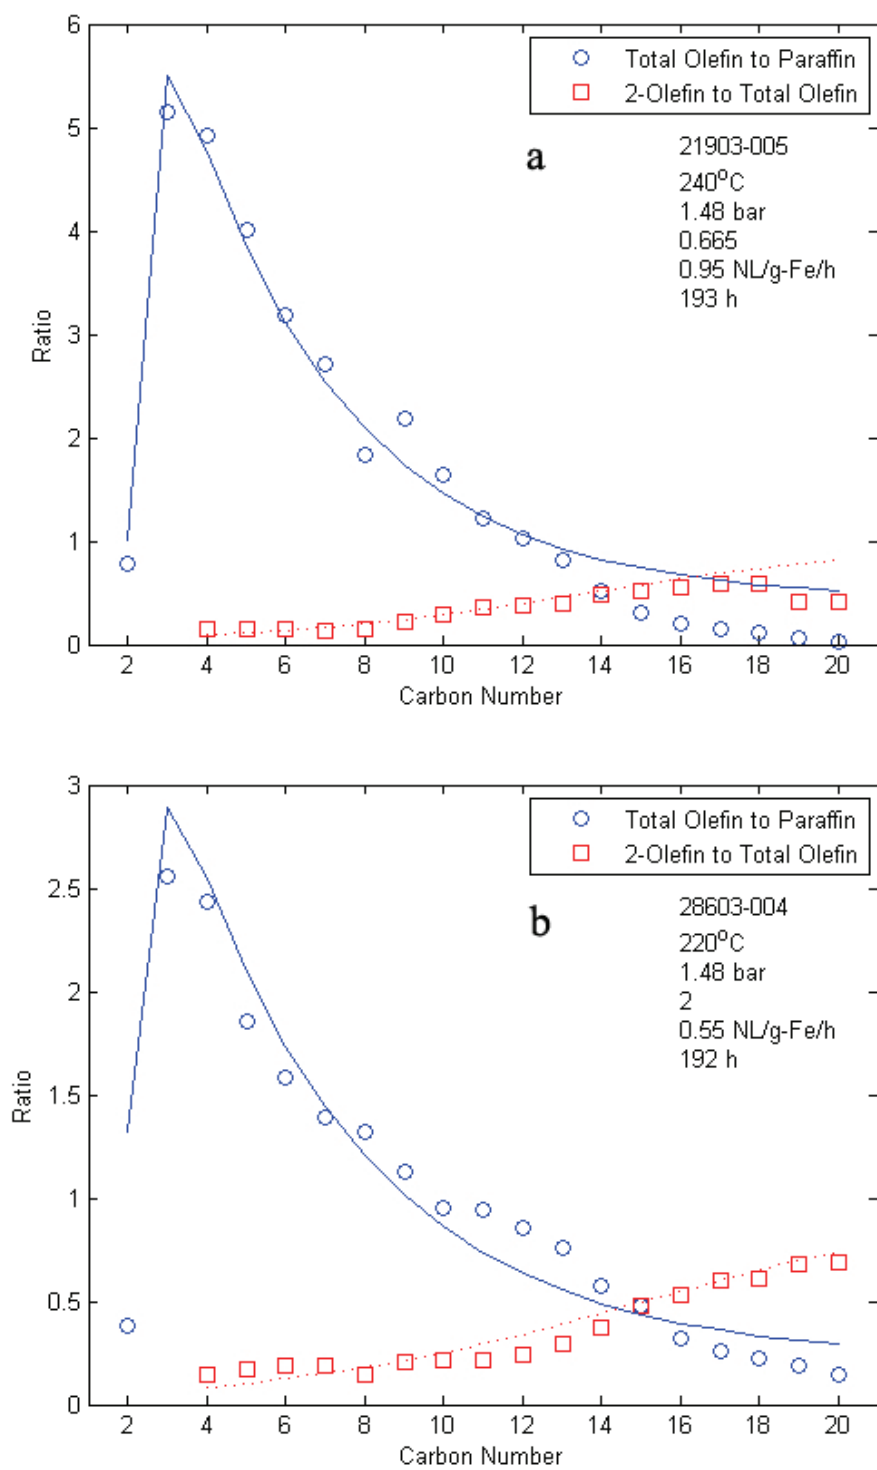 6
5
4
3
2
1
0
Ratio
2 4 6 8 10 12 14 16 18 20
Carbon Number
Total Olefin to Paraffin
2-Olefin to Total Olefin
a
21903-005
240°C
1.48 bar
0.665
0.95 NL/g-Fe/h
193 h
3
2.5
2
1.5
1
0.5
0
Ratio
2 4 6 8 10 12 14 16 18 20
Carbon Number
Total Olefin to Paraffin
2-Olefin to Total Olefin
b
28603-004
220°C
1.48 bar
2
0.55 NL/g-Fe/h
192 h